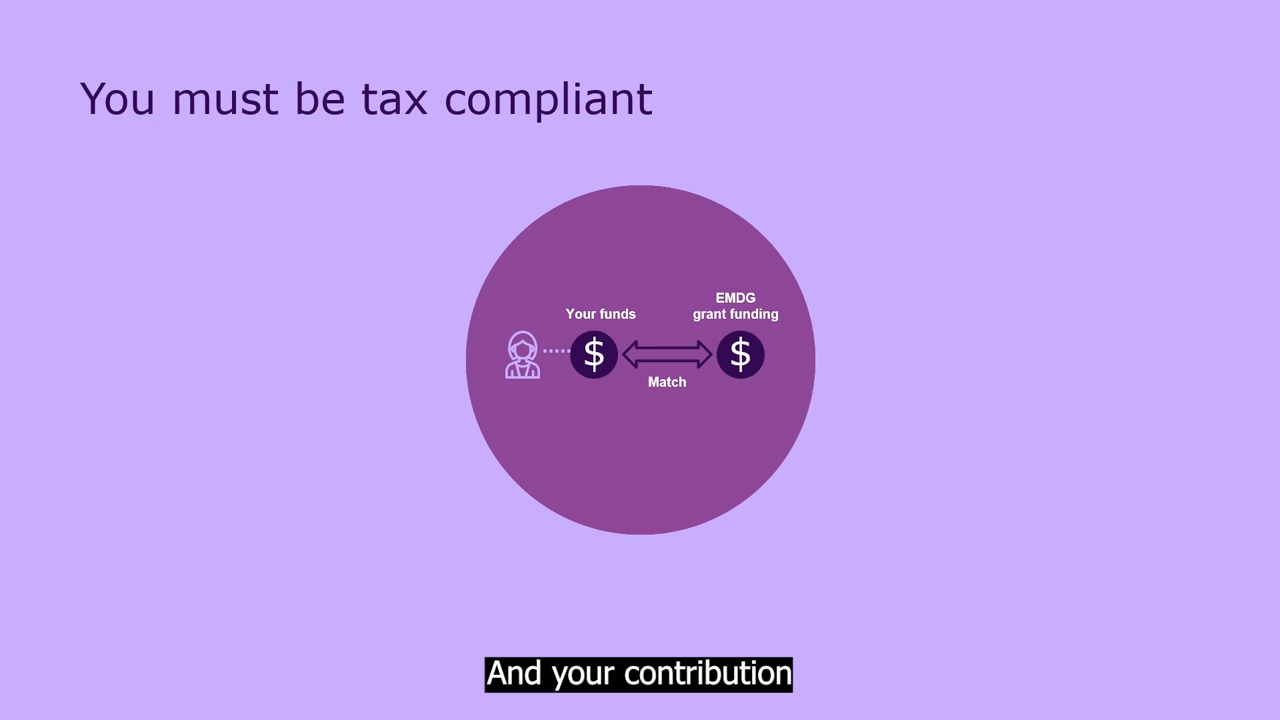 You must be tax compliant
EMDG
Your funds
grant funding
$
$
Match
And your contribution